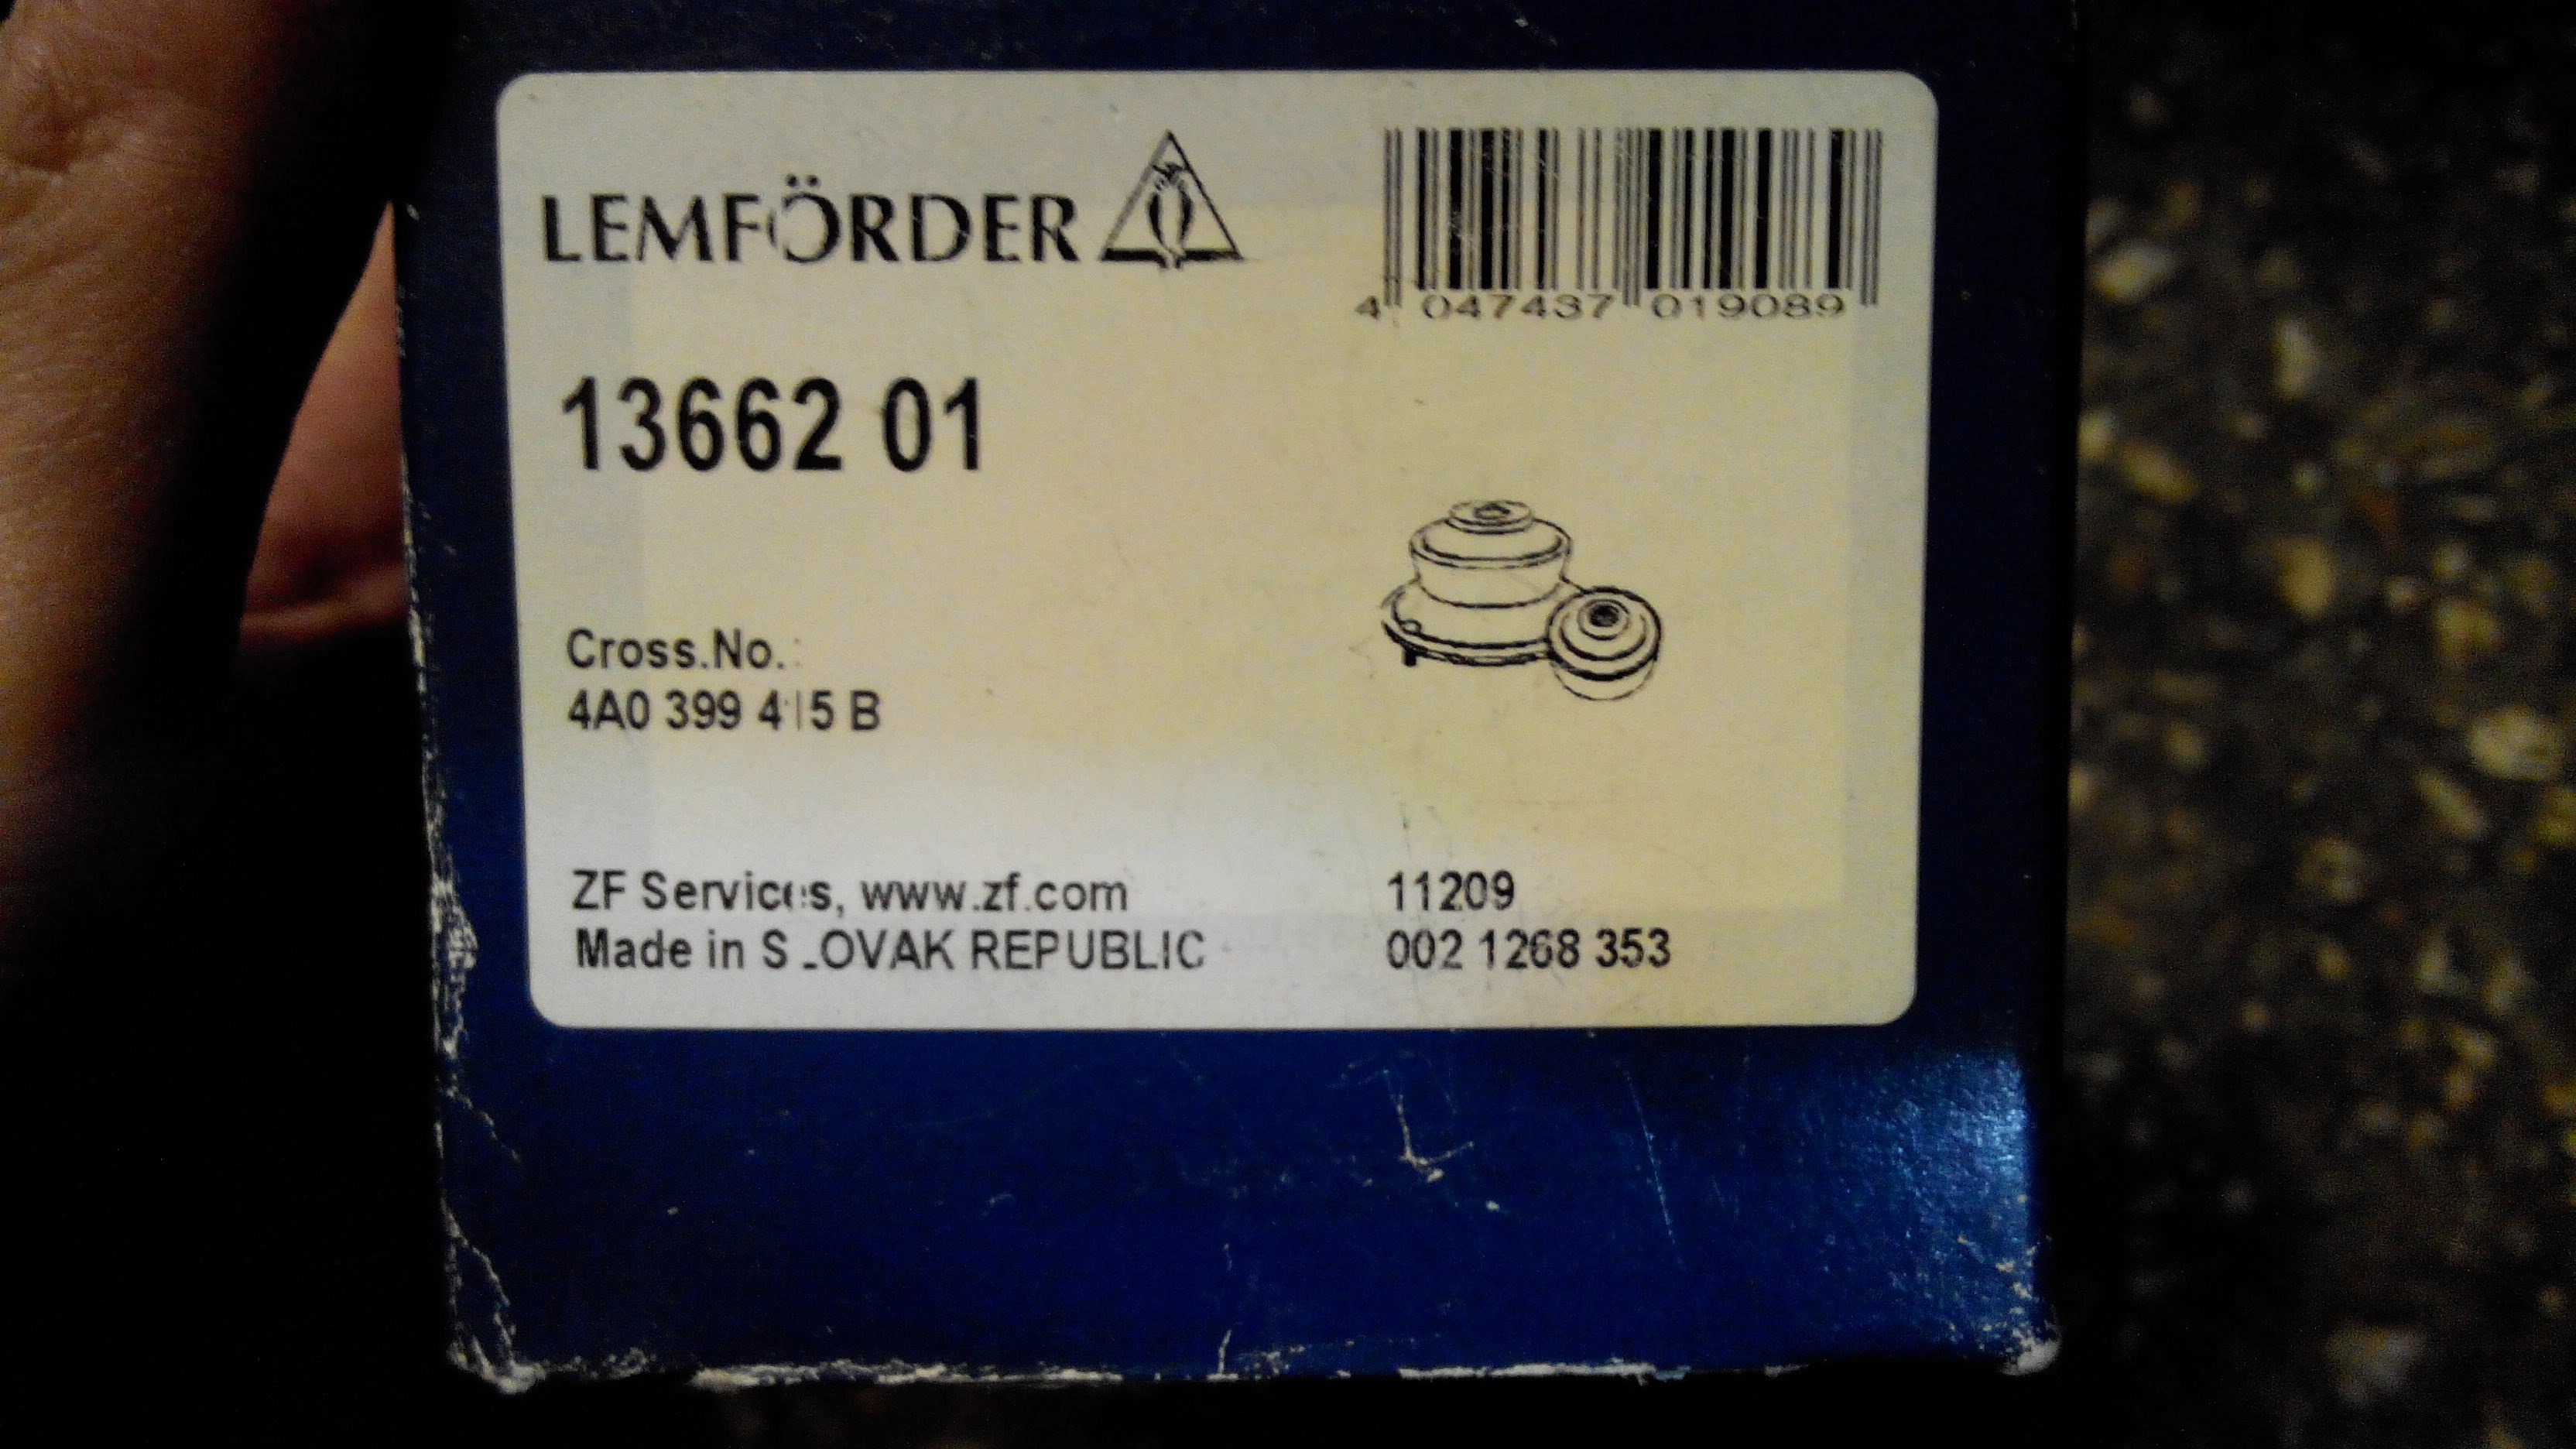 LEMFÖRDER
4 047437 019089
13662 01
Cross.No.:
4A0 399 415 B
ZF Services, www.zf.com
11209
Made in SLOVAK REPUBLIC
002 1268 353